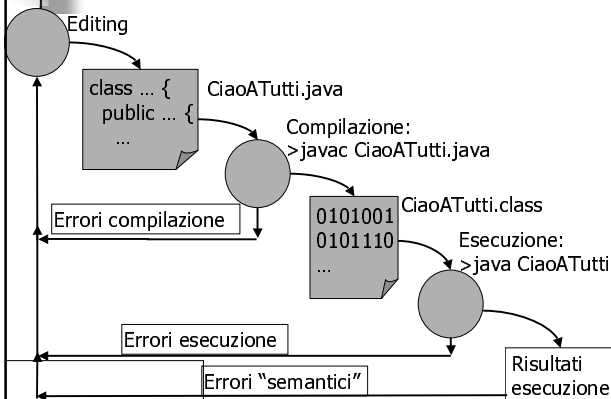 Editing
class ... {
public ... {
...
CiaoATutti.java
Compilazione:
>javac CiaoATutti.java
Errori compilazione
0101001
0101110
...
CiaoATutti.class
Esecuzione:
>java CiaoATutti
Errori esecuzione
Risultati
esecuzione
Errori “semantici”